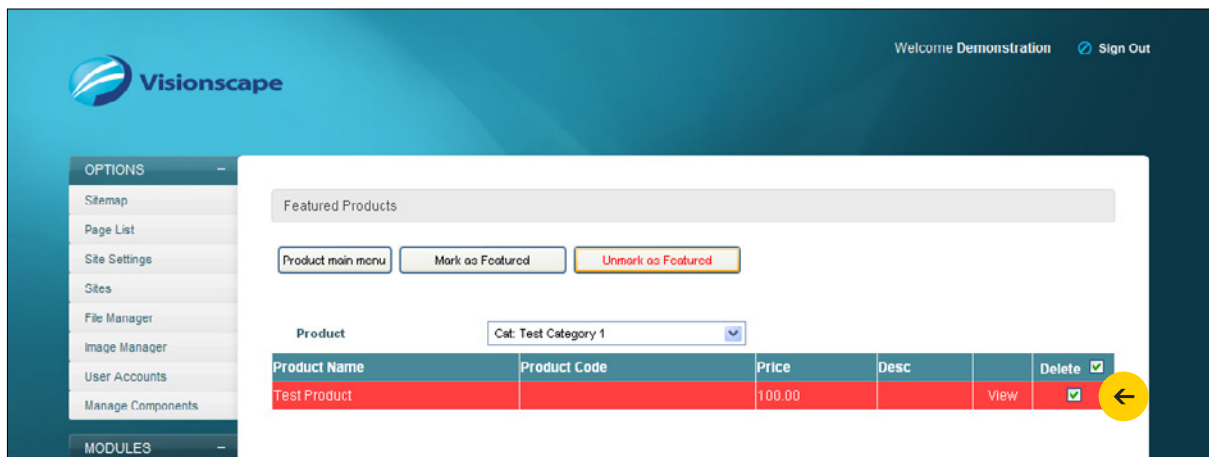 Welcome Demonstration Sign Out
Visionscape
OPTIONS –
Sitemap
Page List
Site Settings
Sites
File Manager
Image Manager
User Accounts
Manage Components
MODULES –
Featured Products
Product main menu Mark as Featured Unmark as Featured
Product Cat: Test Category 1
Product Name Product Code Price Desc Delete
Test Product 100.00 View